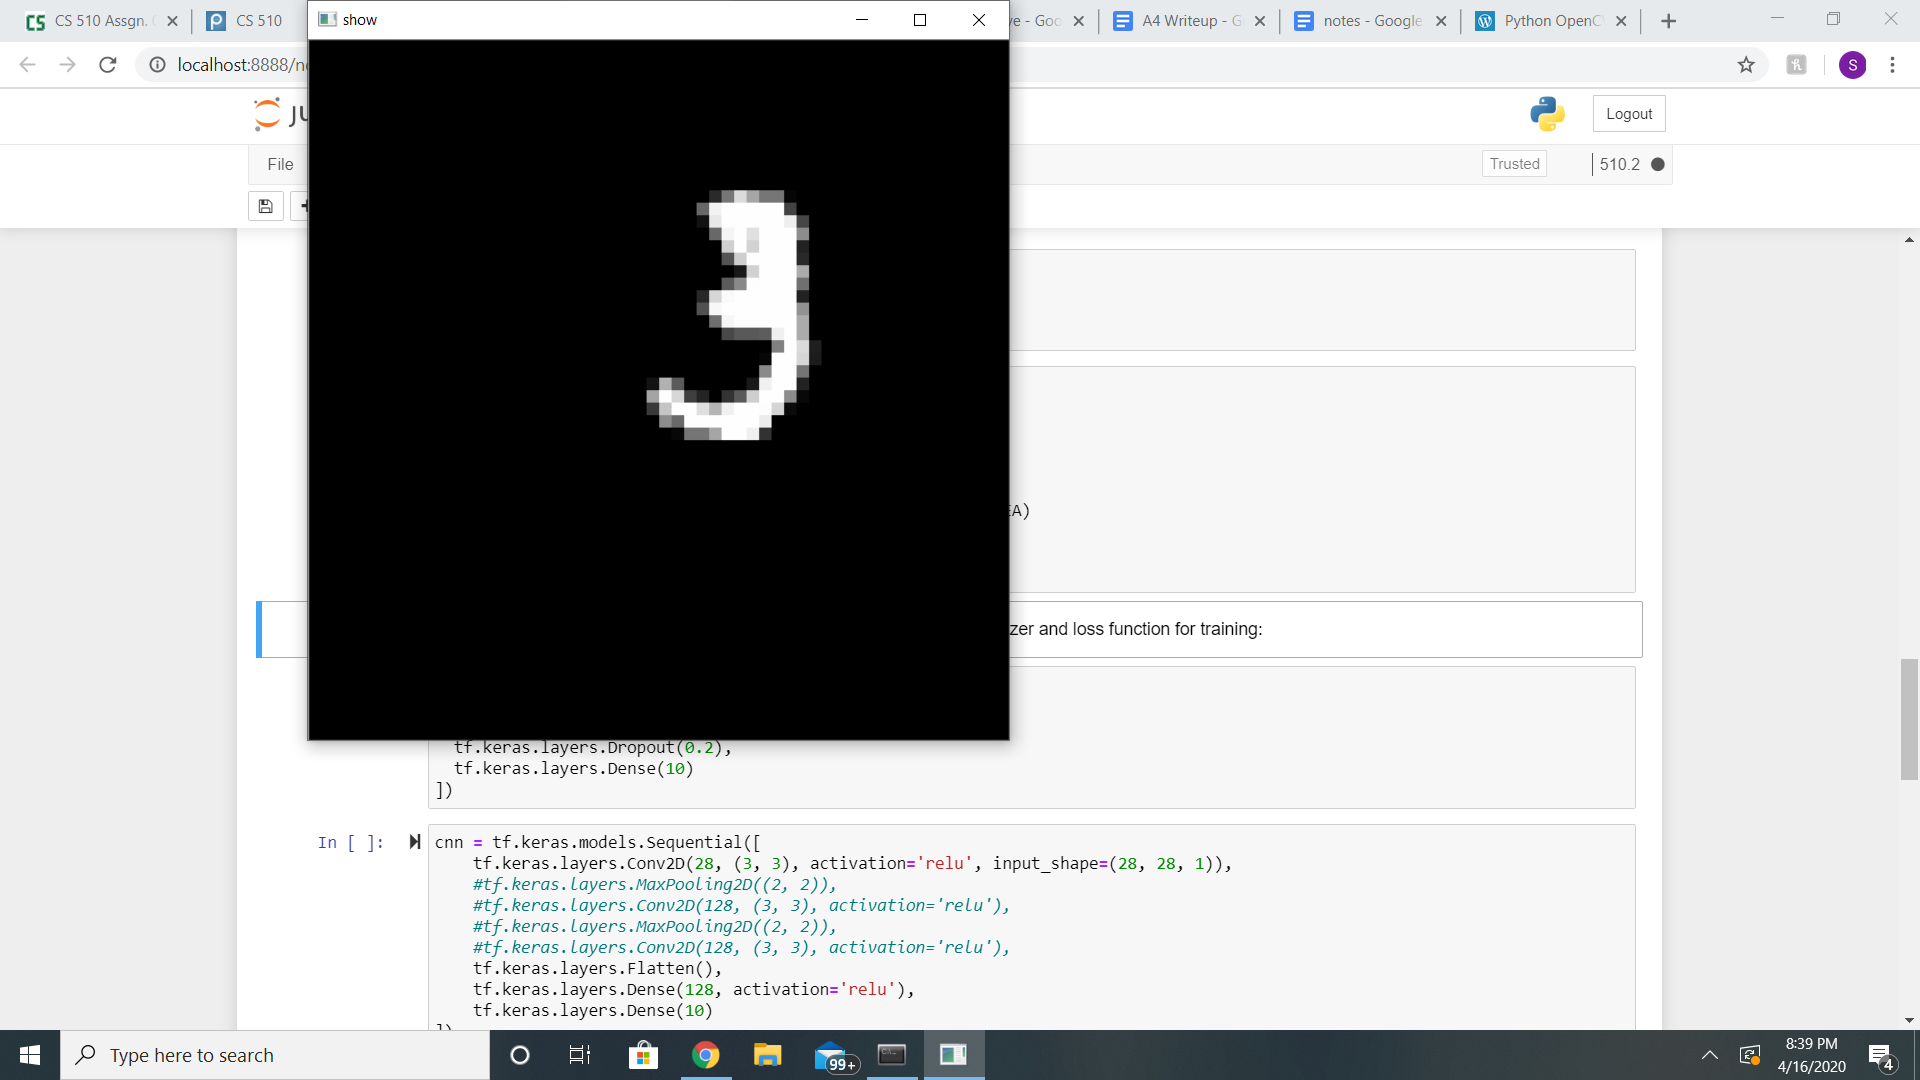 CS 510 Assgn.
CS 510
ve - Goo
A4 Writeup - G
notes - Google
Python OpenC
show
localhost:8888/n
S
Logout
File
Trusted
510.2
3
EA)
zer and loss function for training:
tf.keras.layers.Dropout(0.2),
tf.keras.layers.Dense(10)
])
In [ ]:
cnn = tf.keras.models.Sequential([
tf.keras.layers.Conv2D(28, (3, 3), activation='relu', input_shape=(28, 28, 1)),
#tf.keras.layers.MaxPooling2D((2, 2)),
#tf.keras.layers.Conv2D(128, (3, 3), activation='relu'),
#tf.keras.layers.MaxPooling2D((2, 2)),
#tf.keras.layers.Conv2D(128, (3, 3), activation='relu'),
tf.keras.layers.Flatten(),
tf.keras.layers.Dense(128, activation='relu'),
tf.keras.layers.Dense(10)
Type here to search
99+
8:39 PM
4/16/2020
4